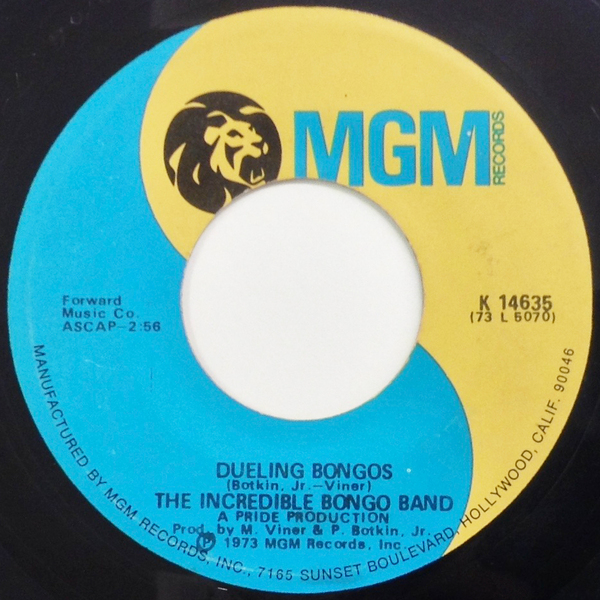 MGM
RECORDS
Forward
Music Co.
ASCAP-2:56
K 14635
(73 L 5070)
DUELING BONGOS
(Botkin, Jr.-Viner)
THE INCREDIBLE BONGO BAND
A PRIDE PRODUCTION
Prod. by M. Viner & P. Botkin, Jr.
℗ 1973 MGM Records, Inc.
MANUFACTURED BY MGM RECORDS, INC., 7165 SUNSET BOULEVARD, HOLLYWOOD, CALIF. 90046